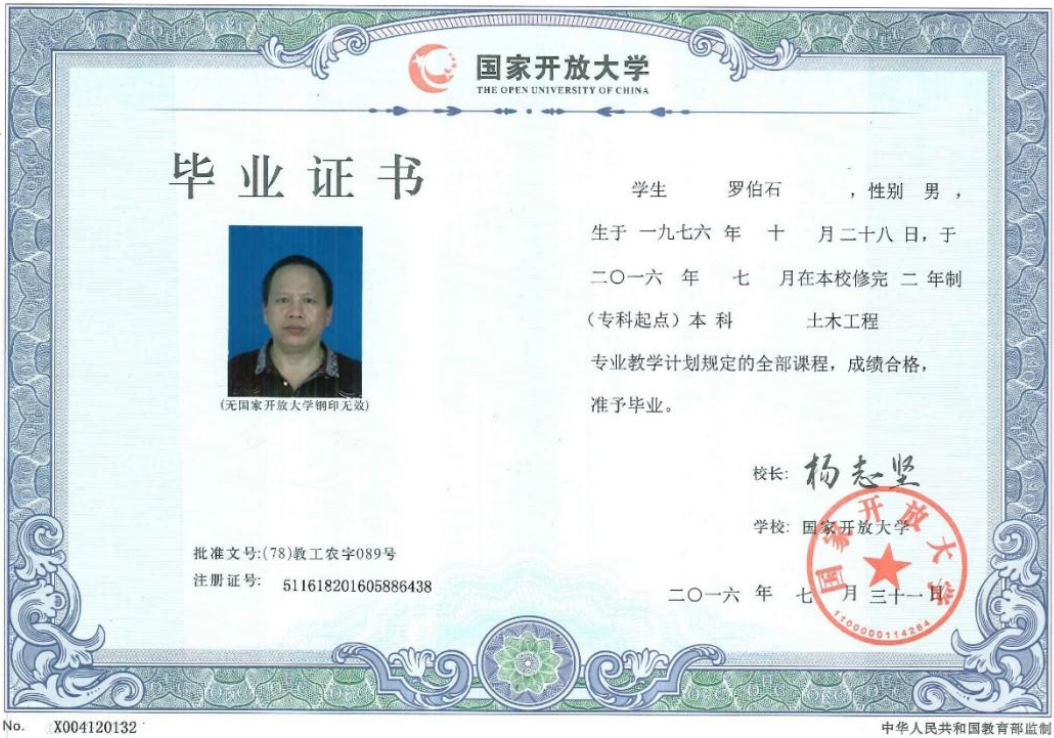 国家开放大学
THE OPEN UNIVERSITY OF CHINA
毕业证书
(无国家开放大学钢印无效)
批准文号:(78)教工农字089号
注册证号: 511618201605886438
学生 罗伯石 ，性别 男 ，
生于 一九七六 年 十 月二十八 日，于
二〇一六 年 七 月在本校修完 二 年制
（专科起点）本 科 土木工程
专业教学计划规定的全部课程，成绩合格，
准予毕业。
校长: 杨志坚
学校: 国家开放大学
二〇一六 年 七 月 三十一日
国家开放大学
1100000114284
No. X004120132
中华人民共和国教育部监制